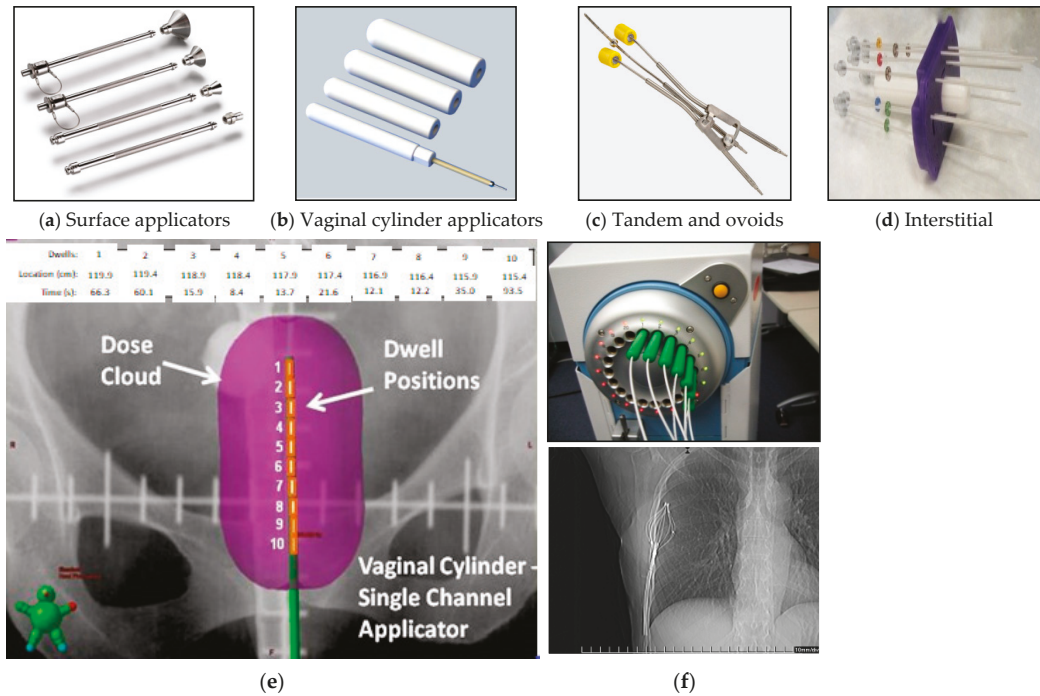 (a) Surface applicators
(b) Vaginal cylinder applicators
(c) Tandem and ovoids
(d) Interstitial
Dwells: 1 2 3 4 5 6 7 8 9 10
Location (cm): 119.9 119.4 118.9 118.4 117.9 117.4 116.9 116.4 115.9 115.4
Time (s): 66.3 60.1 15.9 8.4 13.7 21.6 12.1 12.2 35.0 93.5
Dose
Cloud
Dwell
Positions
1
2
3
4
5
6
7
8
9
10
R
L
Vaginal Cylinder -
Single Channel
Applicator
F
10mm/div
(e)
(f)